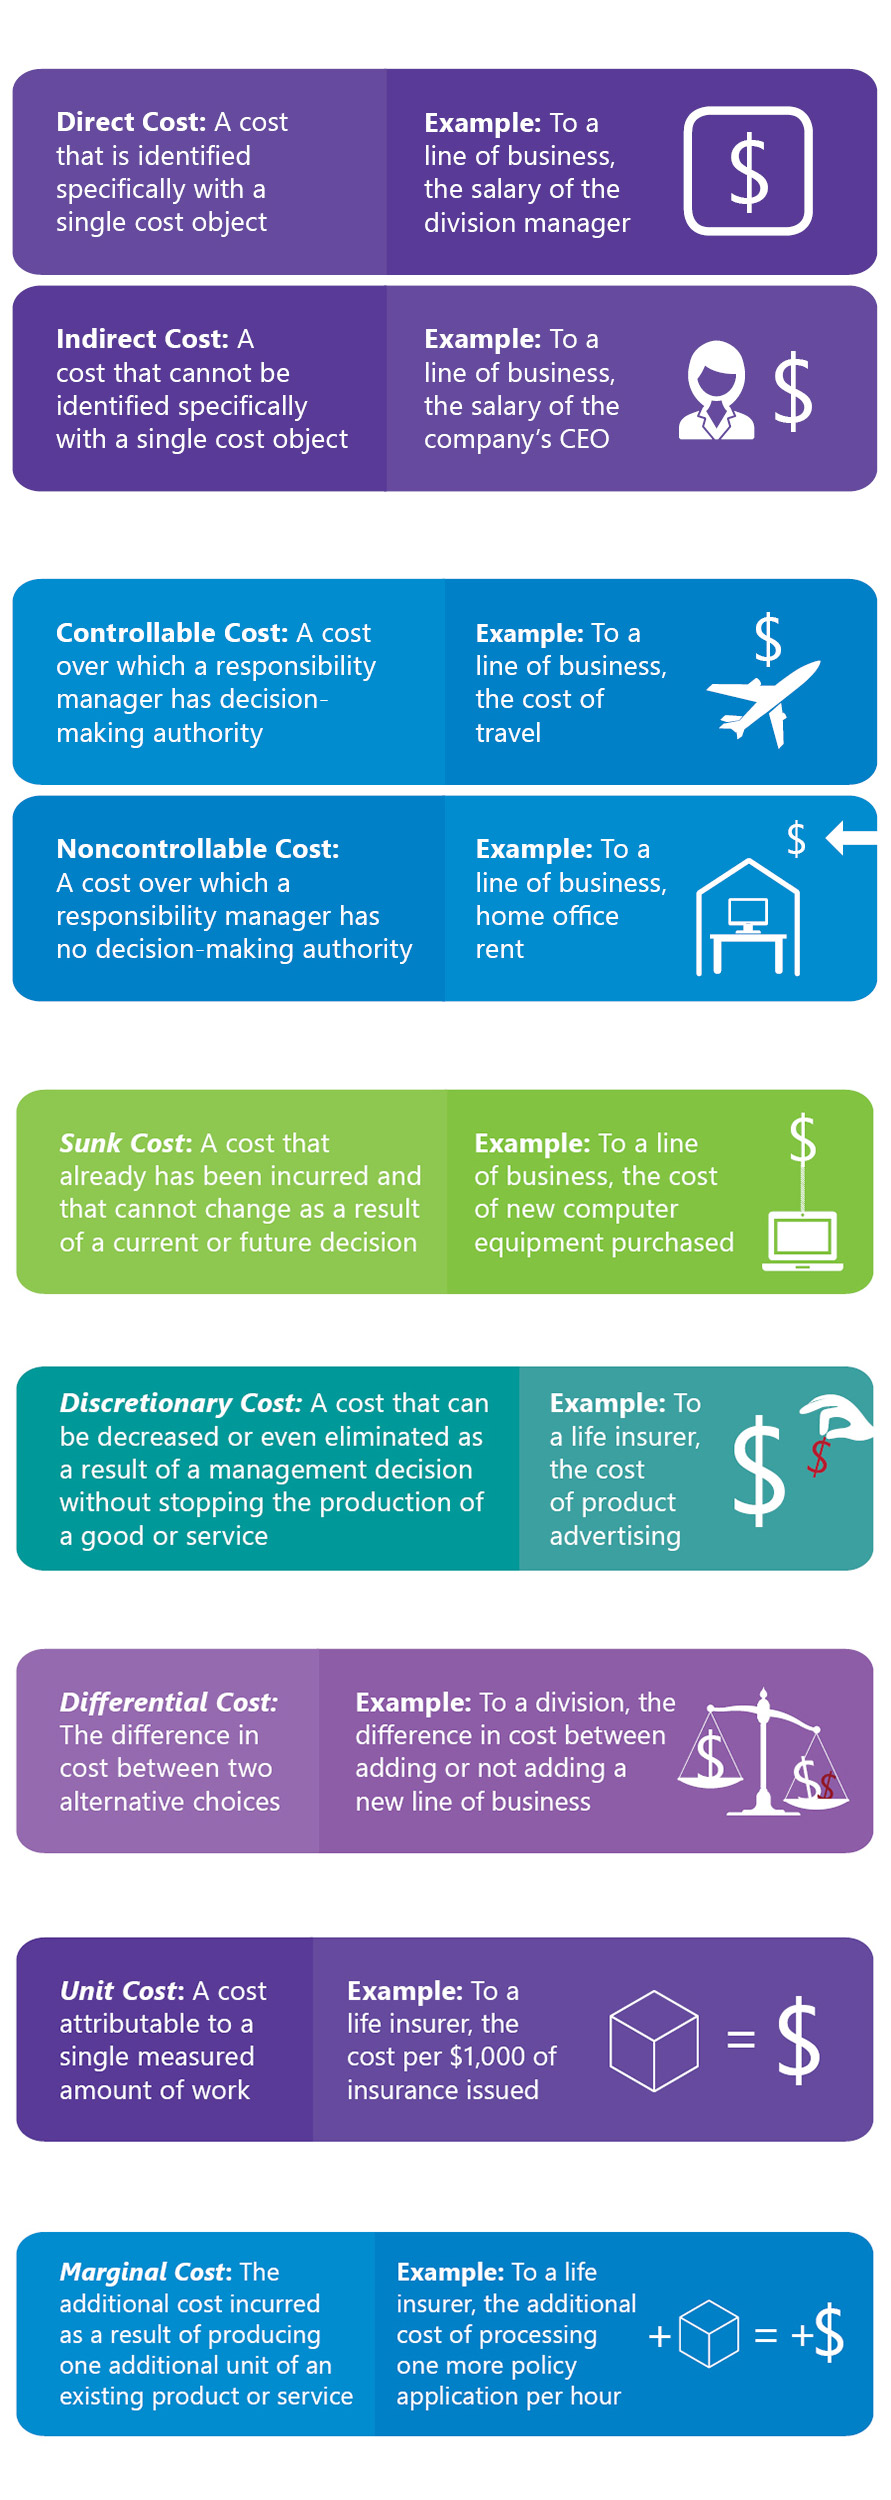 Direct Cost: A cost
that is identified
specifically with a
single cost object
Example: To a
line of business,
the salary of the
division manager
$
Indirect Cost: A
cost that cannot be
identified specifically
with a single cost object
Example: To a
line of business,
the salary of the
company's CEO
$
Controllable Cost: A cost
over which a responsibility
manager has decision-
making authority
Example: To a
line of business,
the cost of
travel
$
Noncontrollable Cost:
A cost over which a
responsibility manager has
no decision-making authority
Example: To a
line of business,
home office
rent
$
Sunk Cost: A cost that
already has been incurred and
that cannot change as a result
of a current or future decision
Example: To a line
of business, the cost
of new computer
equipment purchased
$
Discretionary Cost: A cost that can
be decreased or even eliminated as
a result of a management decision
without stopping the production of
a good or service
Example: To
a life insurer,
the cost
of product
advertising
$ $
Differential Cost:
The difference in
cost between two
alternative choices
Example: To a division, the
difference in cost between
adding or not adding a
new line of business
$ $ $
Unit Cost: A cost
attributable to a
single measured
amount of work
Example: To a
life insurer, the
cost per $1,000 of
insurance issued
= $
Marginal Cost: The
additional cost incurred
as a result of producing
one additional unit of an
existing product or service
Example: To a life
insurer, the additional
cost of processing
one more policy
application per hour
+ = +$